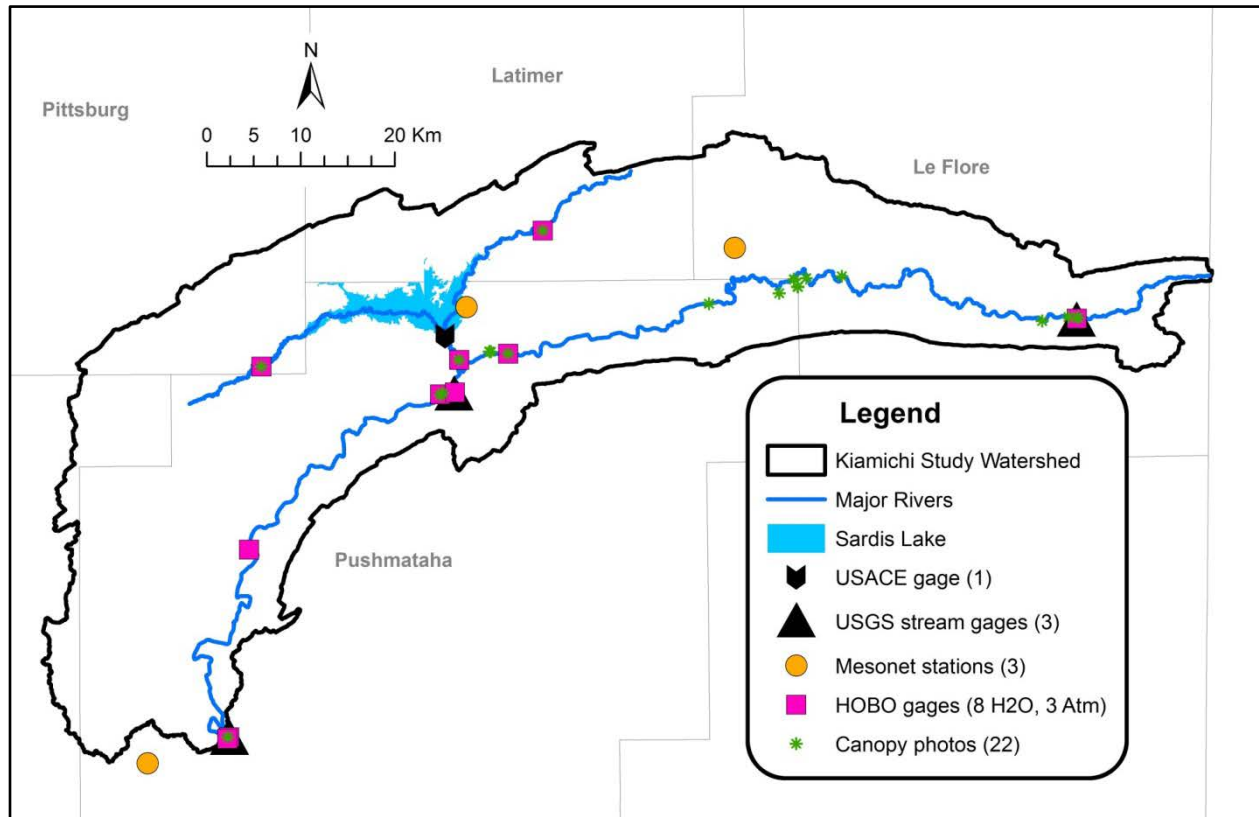 N
Latimer
Pittsburg
0 5 10 20 Km
Le Flore
Pushmataha
Legend
Kiamichi Study Watershed
Major Rivers
Sardis Lake
USACE gage (1)
USGS stream gages (3)
Mesonet stations (3)
HOBO gages (8 H2O, 3 Atm)
Canopy photos (22)